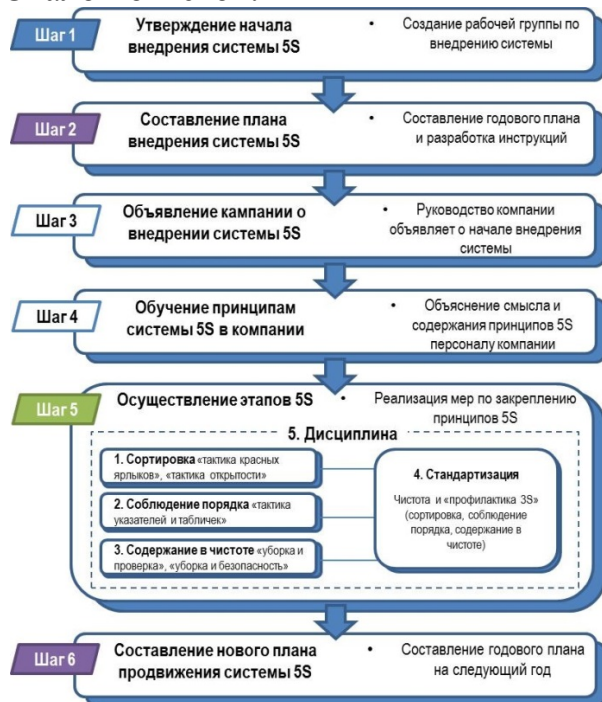 Шаг 1
Утверждение начала
внедрения системы 5S
• Создание рабочей группы по
внедрению системы
Шаг 2
Составление плана
внедрения системы 5S
• Составление годового плана
и разработка инструкций
Шаг 3
Объявление кампании о
внедрении системы 5S
• Руководство компании
объявляет о начале внедрения
системы
Шаг 4
Обучение принципам
системы 5S в компании
• Объяснение смысла и
содержания принципов 5S
персоналу компании
Шаг 5
Осуществление этапов 5S
• Реализация мер по закреплению
принципов 5S
5. Дисциплина
1. Сортировка «тактика красных
ярлыков», «тактика открытости»
2. Соблюдение порядка «тактика
указателей и табличек»
3. Содержание в чистоте «уборка и
проверка», «уборка и безопасность»
4. Стандартизация
Чистота и «профилактика 3S»
(сортировка, соблюдение
порядка, содержание в
чистоте)
Шаг 6
Составление нового плана
продвижения системы 5S
• Составление годового плана
на следующий год